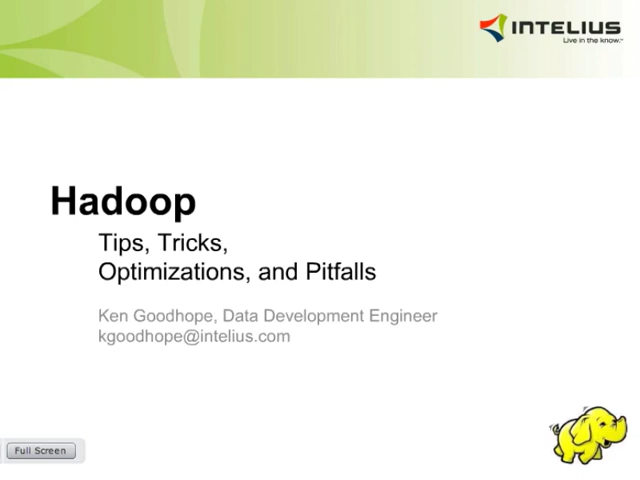 INTELIUS
Live in the know.™
Hadoop
Tips, Tricks,
Optimizations, and Pitfalls
Ken Goodhope, Data Development Engineer
kgoodhope@intelius.com
Full Screen